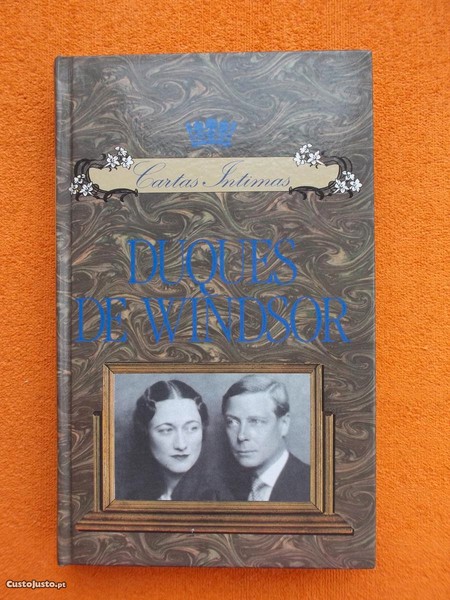 Cartas Íntimas
DUQUES
DE WINDSOR
CustoJusto.pt